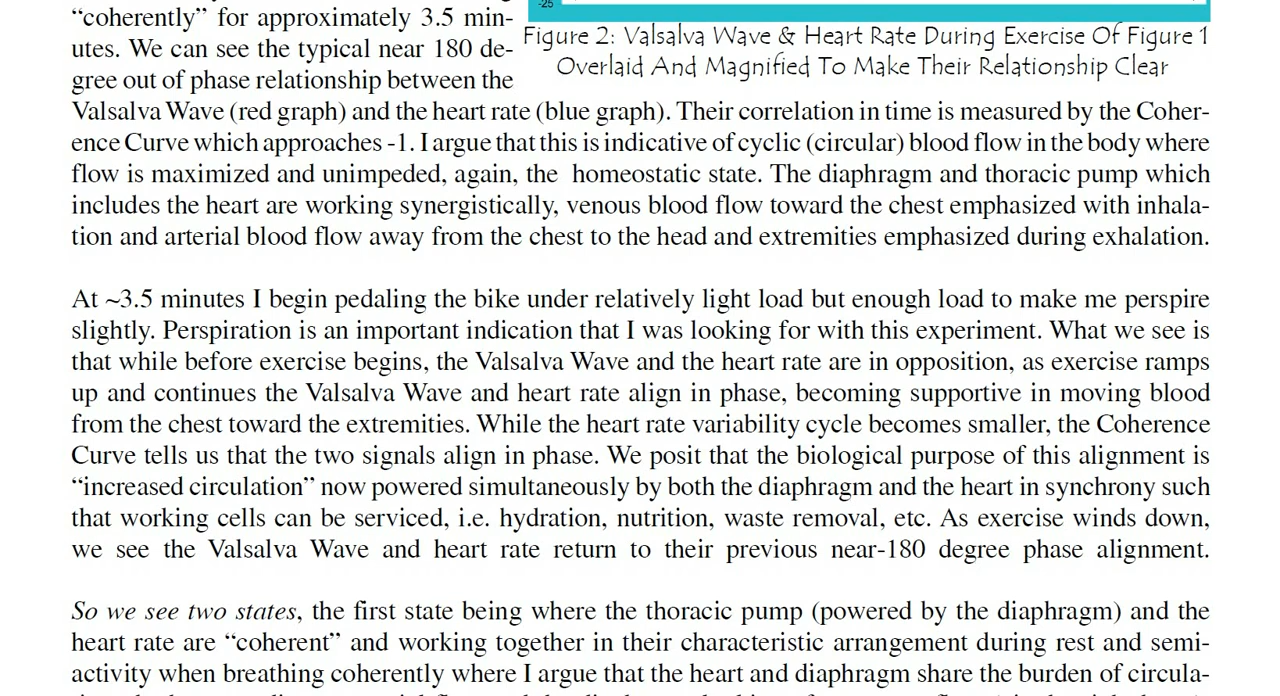 -25
“coherently” for approximately 3.5 min-
utes. We can see the typical near 180 de-
gree out of phase relationship between the
Figure 2: Valsalva Wave & Heart Rate During Exercise Of Figure 1
Overlaid And Magnified To Make Their Relationship Clear
Valsalva Wave (red graph) and the heart rate (blue graph). Their correlation in time is measured by the Coher-
ence Curve which approaches -1. I argue that this is indicative of cyclic (circular) blood flow in the body where
flow is maximized and unimpeded, again, the homeostatic state. The diaphragm and thoracic pump which
includes the heart are working synergistically, venous blood flow toward the chest emphasized with inhala-
tion and arterial blood flow away from the chest to the head and extremities emphasized during exhalation.
At ~3.5 minutes I begin pedaling the bike under relatively light load but enough load to make me perspire
slightly. Perspiration is an important indication that I was looking for with this experiment. What we see is
that while before exercise begins, the Valsalva Wave and the heart rate are in opposition, as exercise ramps
up and continues the Valsalva Wave and heart rate align in phase, becoming supportive in moving blood
from the chest toward the extremities. While the heart rate variability cycle becomes smaller, the Coherence
Curve tells us that the two signals align in phase. We posit that the biological purpose of this alignment is
“increased circulation” now powered simultaneously by both the diaphragm and the heart in synchrony such
that working cells can be serviced, i.e. hydration, nutrition, waste removal, etc. As exercise winds down,
we see the Valsalva Wave and heart rate return to their previous near-180 degree phase alignment.
So we see two states, the first state being where the thoracic pump (powered by the diaphragm) and the
heart rate are “coherent” and working together in their characteristic arrangement during rest and semi-
activity when breathing coherently where I argue that the heart and diaphragm share the burden of circula-